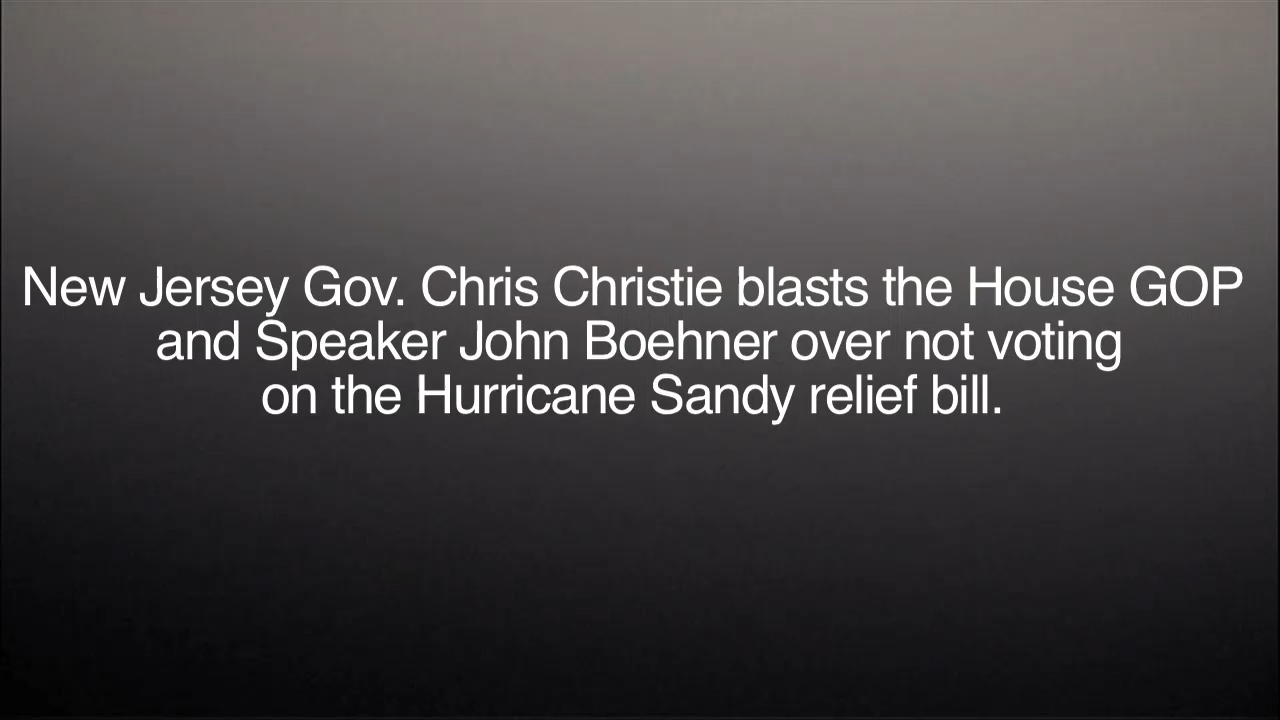 New Jersey Gov. Chris Christie blasts the House GOP
and Speaker John Boehner over not voting
on the Hurricane Sandy relief bill.